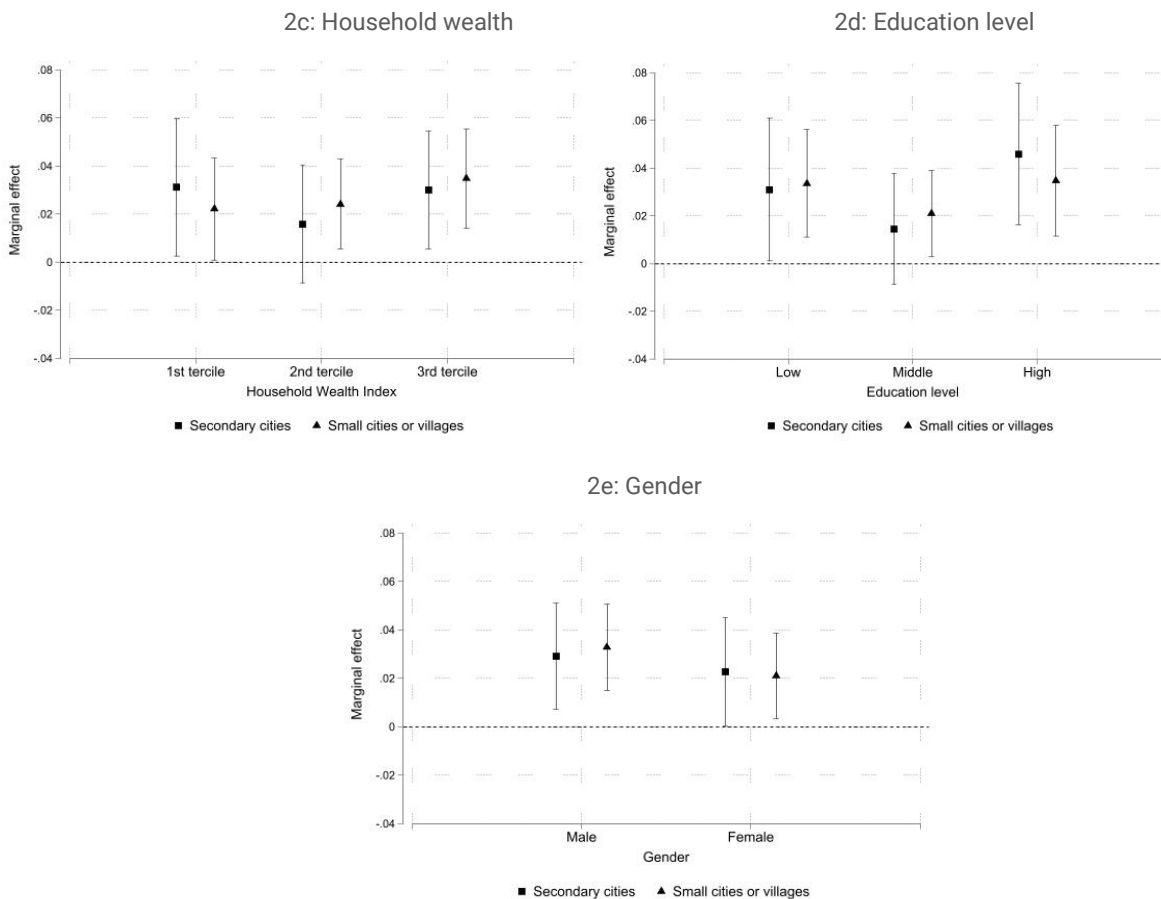 2c: Household wealth
.08
.06
.04
.02
0
-.02
-.04
Marginal effect
1st tercile 2nd tercile 3rd tercile
Household Wealth Index
Secondary cities Small cities or villages
2d: Education level
.08
.06
.04
.02
0
-.02
-.04
Marginal effect
Low Middle High
Education level
Secondary cities Small cities or villages
2e: Gender
.08
.06
.04
.02
0
-.02
-.04
Marginal effect
Male Female
Gender
Secondary cities Small cities or villages